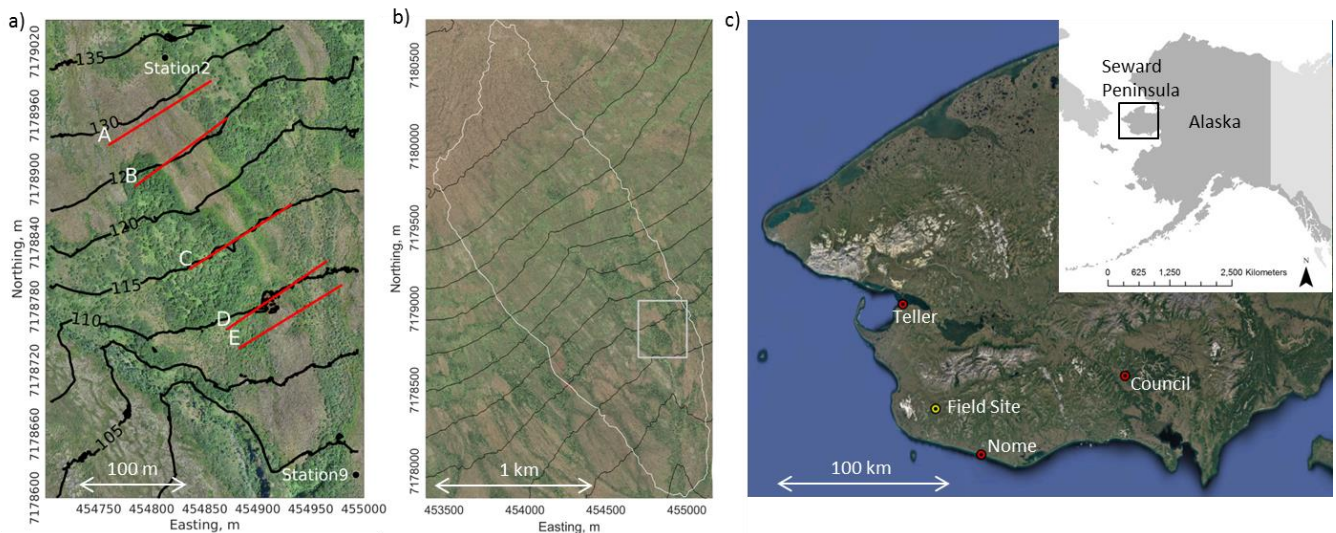 a)
7179020
7178960
7178900
7178840
7178780
7178720
7178660
7178600
Northing, m
135
Station2
130
A
12
B
120
115
C
110
D
E
105
Station9
100 m
454750 454800 454850 454900 454950 455000
Easting, m
b)
7180500
7180000
7179500
7179000
7178500
7178000
Northing, m
1 km
453500 454000 454500 455000
Easting, m
c)
Seward
Peninsula
Alaska
N
0 625 1,250 2,500 Kilometers
Teller
Council
Field Site
Nome
100 km